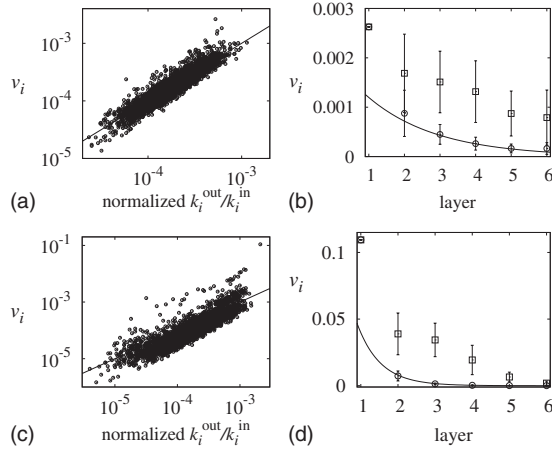 10^-3
v_i
10^-4
10^-5
10^-4
10^-3
(a)
normalized k_i^out/k_i^in
0.003
v_i
0.002
0.001
0
1 2 3 4 5 6
(b)
layer
10^-1
v_i
10^-3
10^-5
10^-5
10^-4
10^-3
(c)
normalized k_i^out/k_i^in
0.1
v_i
0.05
0
1 2 3 4 5 6
(d)
layer